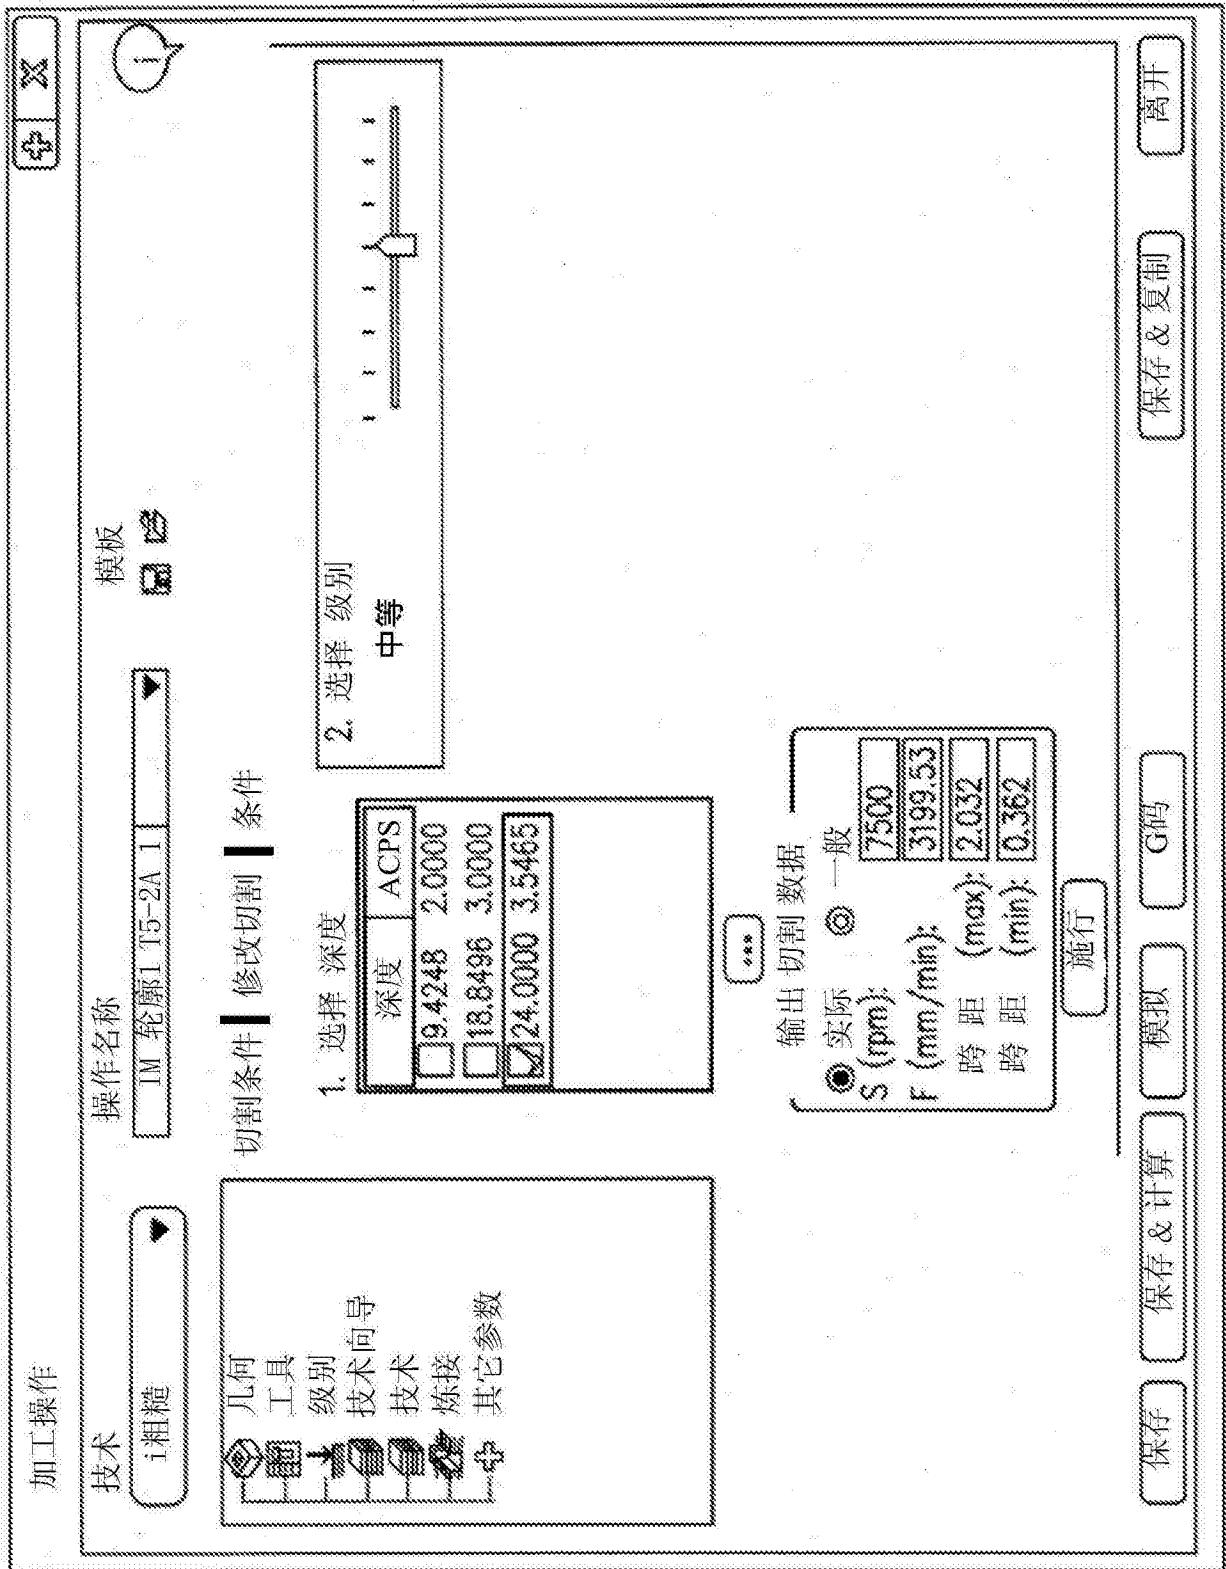 加工操作
技术
操作名称
模板
i粗糙
IM 轮廓1 T5-2A 1
i
几何
工具
级别
技术向导
技术
炼接
其它参数
切割条件 修改切割 条件
1. 选择 深度
深度 ACPS
9.4248 2.0000
18.8496 3.0000
24.0000 3.5465
2. 选择 级别
中等
输出 切割 数据
实际 一般
S (rpm): 7500
F (mm/min): 3199.53
跨 距 (max): 2.032
跨 距 (min): 0.362
施行
保存
保存 & 计算
模拟
G码
保存 & 复制
离开